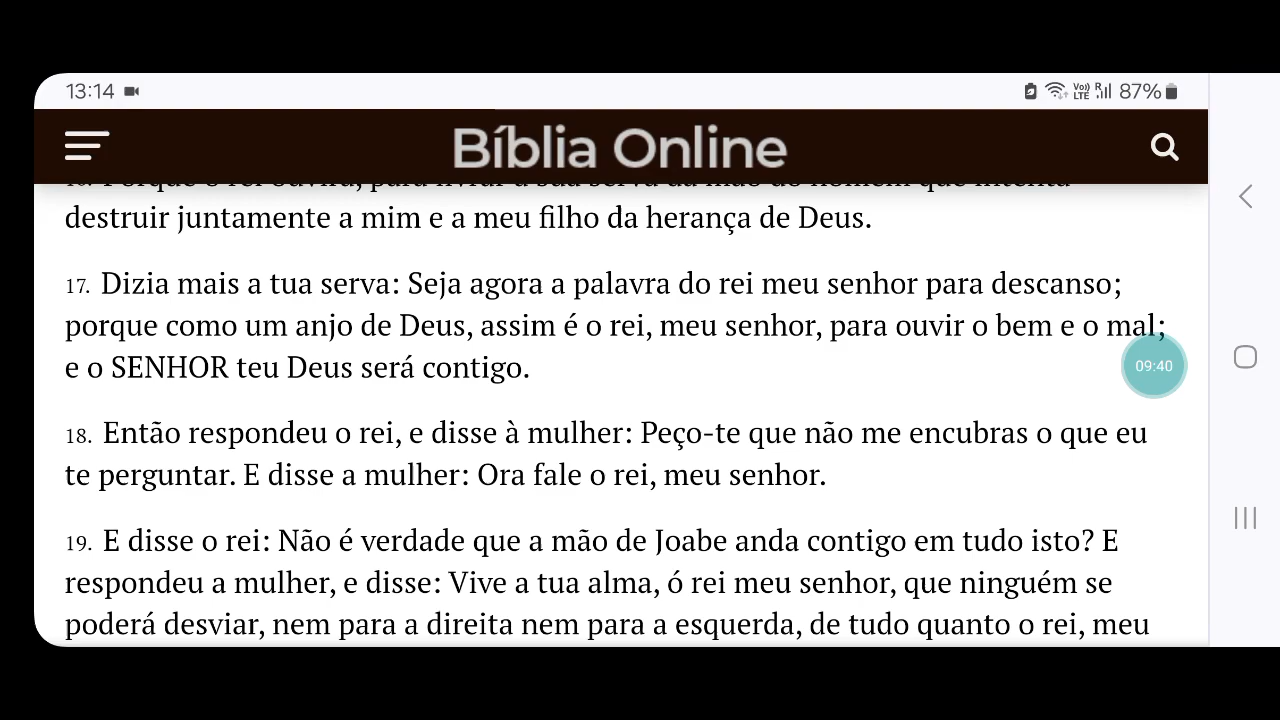 13:14
Vo) LTE R 87%
Bíblia Online
destruir juntamente a mim e a meu filho da herança de Deus.
17. Dizia mais a tua serva: Seja agora a palavra do rei meu senhor para descanso;
porque como um anjo de Deus, assim é o rei, meu senhor, para ouvir o bem e o mal;
e o SENHOR teu Deus será contigo.
09:40
18. Então respondeu o rei, e disse à mulher: Peço-te que não me encubras o que eu
te perguntar. E disse a mulher: Ora fale o rei, meu senhor.
19. E disse o rei: Não é verdade que a mão de Joabe anda contigo em tudo isto? E
respondeu a mulher, e disse: Vive a tua alma, ó rei meu senhor, que ninguém se
poderá desviar, nem para a direita nem para a esquerda, de tudo quanto o rei, meu